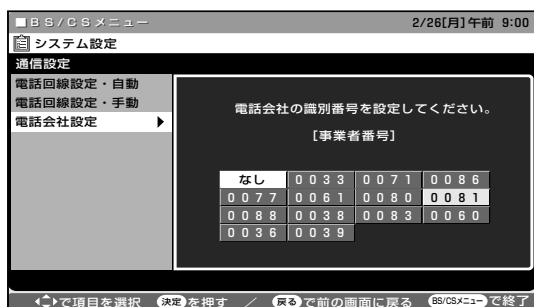 ■BS/CSメニュー 2/26[月]午前 9:00
システム設定
通信設定
電話回線設定・自動
電話回線設定・手動
電話会社設定 ▶
電話会社の識別番号を設定してください。
[事業者番号]
なし 0033 0071 0086
0077 0061 0080 0081
0088 0038 0083 0060
0036 0039
で項目を選択 決定を押す / 戻るで前の画面に戻る BS/CSメニューで終了